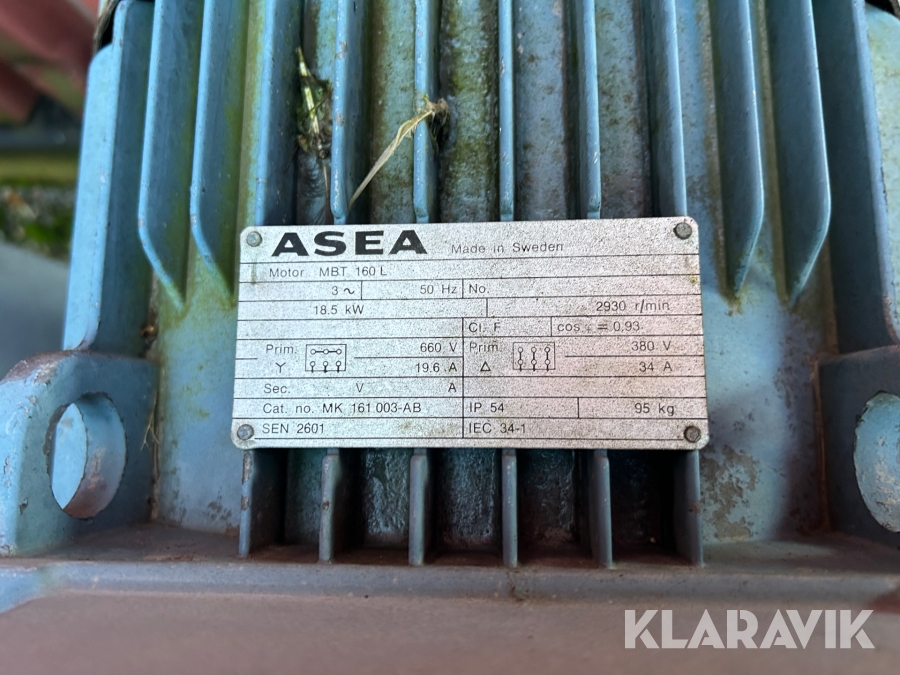 ASEA Made in Sweden
Motor MBT 160 L
3 ~ 50 Hz No.
18.5 kW 2930 r/min
Cl. F cos = 0.93
Prim. 660 V Prim. 380 V
Y 19.6 A △ 34 A
Sec. V A
Cat. no. MK 161 003-AB IP 54 95 kg
SEN 2601 IEC 34-1
KLARAVIK